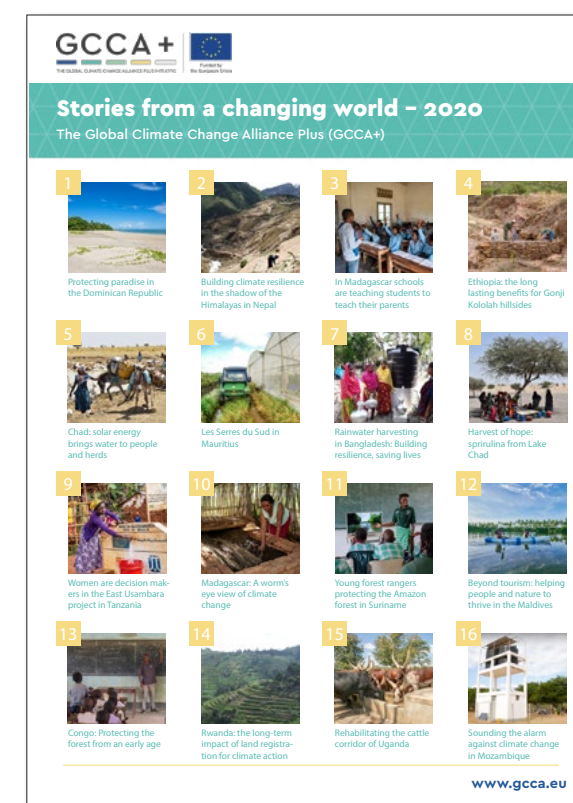 GCCA+
THE GLOBAL CLIMATE CHANGE ALLIANCE PLUS INITIATIVE
Funded by
the European Union
Stories from a changing world – 2020
The Global Climate Change Alliance Plus (GCCA+)
1
Protecting paradise in
the Dominican Republic
2
Building climate resilience
in the shadow of the
Himalayas in Nepal
3
In Madagascar schools
are teaching students to
teach their parents
4
Ethiopia: the long
lasting benefits for Gonji
Kololah hillsides
5
Chad: solar energy
brings water to people
and herds
6
Les Serres du Sud in
Mauritius
7
Rainwater harvesting
in Bangladesh: Building
resilience, saving lives
8
Harvest of hope:
sprirulina from Lake
Chad
9
Women are decision mak-
ers in the East Usambara
project in Tanzania
10
Madagascar: A worm's
eye view of climate
change
11
Young forest rangers
protecting the Amazon
forest in Suriname
12
Beyond tourism: helping
people and nature to
thrive in the Maldives
13
Congo: Protecting the
forest from an early age
14
Rwanda: the long-term
impact of land registra-
tion for climate action
15
Rehabilitating the cattle
corridor of Uganda
16
Sounding the alarm
against climate change
in Mozambique
www.gcca.eu